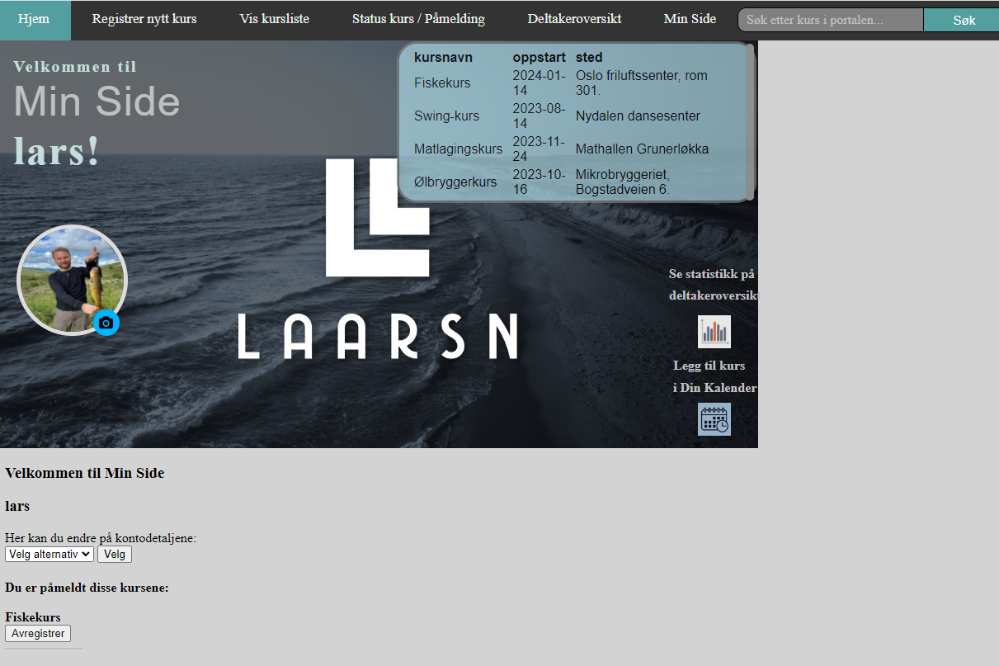 Hjem Registrer nytt kurs Vis kursliste Status kurs / Påmelding Deltakeroversikt Min Side Søk etter kurs i portalen... Søk
Velkommen til
Min Side
lars!
kursnavn oppstart sted
Fiskekurs 2024-01-14 Oslo friluftssenter, rom 301.
Swing-kurs 2023-08-14 Nydalen dansesenter
Matlagingskurs 2023-11-24 Mathallen Grunerløkka
Ølbryggerkurs 2023-10-16 Mikrobryggeriet, Bogstadveien 6.
LAARSN
Se statistikk på
deltakeroversikt
Legg til kurs
i Din Kalender
Velkommen til Min Side
lars
Her kan du endre på kontodetaljene:
Velg alternativ Velg
Du er påmeldt disse kursene:
Fiskekurs
Avregistrer